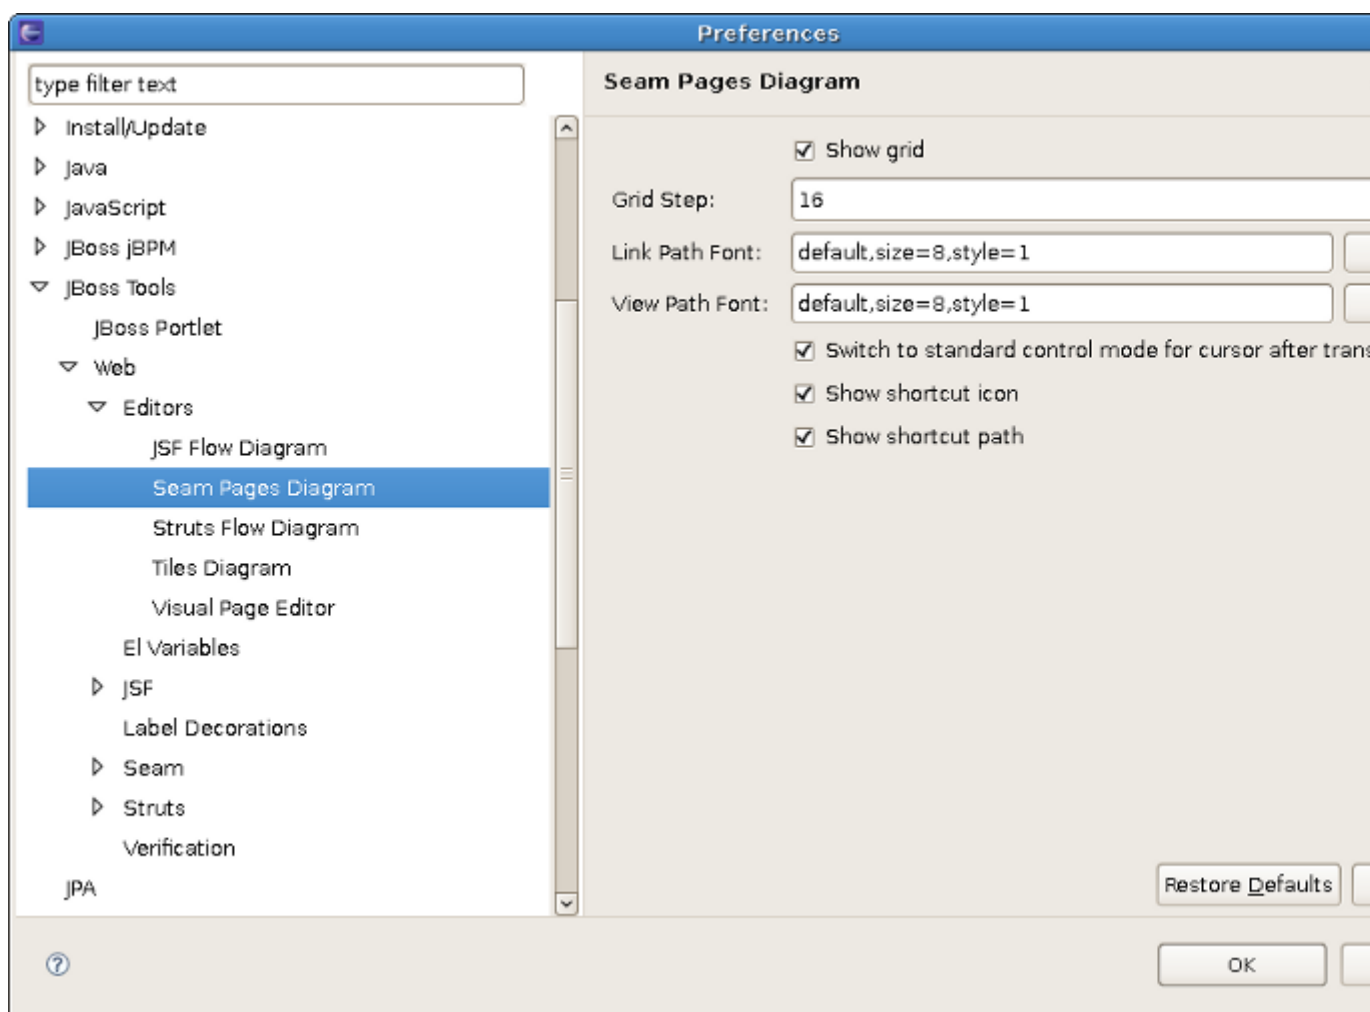 Preferences
type filter text
Install/Update
Java
JavaScript
JBoss jBPM
JBoss Tools
JBoss Portlet
Web
Editors
JSF Flow Diagram
Seam Pages Diagram
Struts Flow Diagram
Tiles Diagram
Visual Page Editor
El Variables
JSF
Label Decorations
Seam
Struts
Verification
JPA
Seam Pages Diagram
Show grid
Grid Step: 16
Link Path Font: default,size=8,style=1
View Path Font: default,size=8,style=1
Switch to standard control mode for cursor after trans
Show shortcut icon
Show shortcut path
Restore Defaults
?
OK